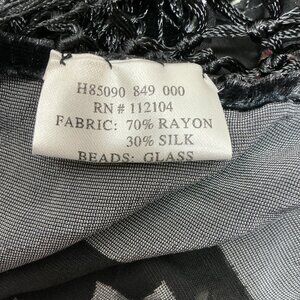 H85090 849 000
RN # 112104
FABRIC: 70% RAYON
30% SILK
BEADS: GLASS